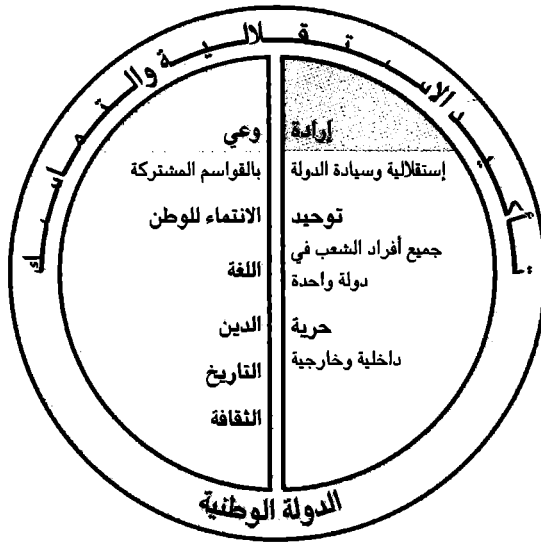 تأكيد الاستقلالية والتماسك
إرادة
إستقلالية وسيادة الدولة
توحيد
جميع أفراد الشعب في
دولة واحدة
حرية
داخلية وخارجية
وعي
بالقواسم المشتركة
الانتماء للوطن
اللغة
الدين
التاريخ
الثقافة
الدولة الوطنية